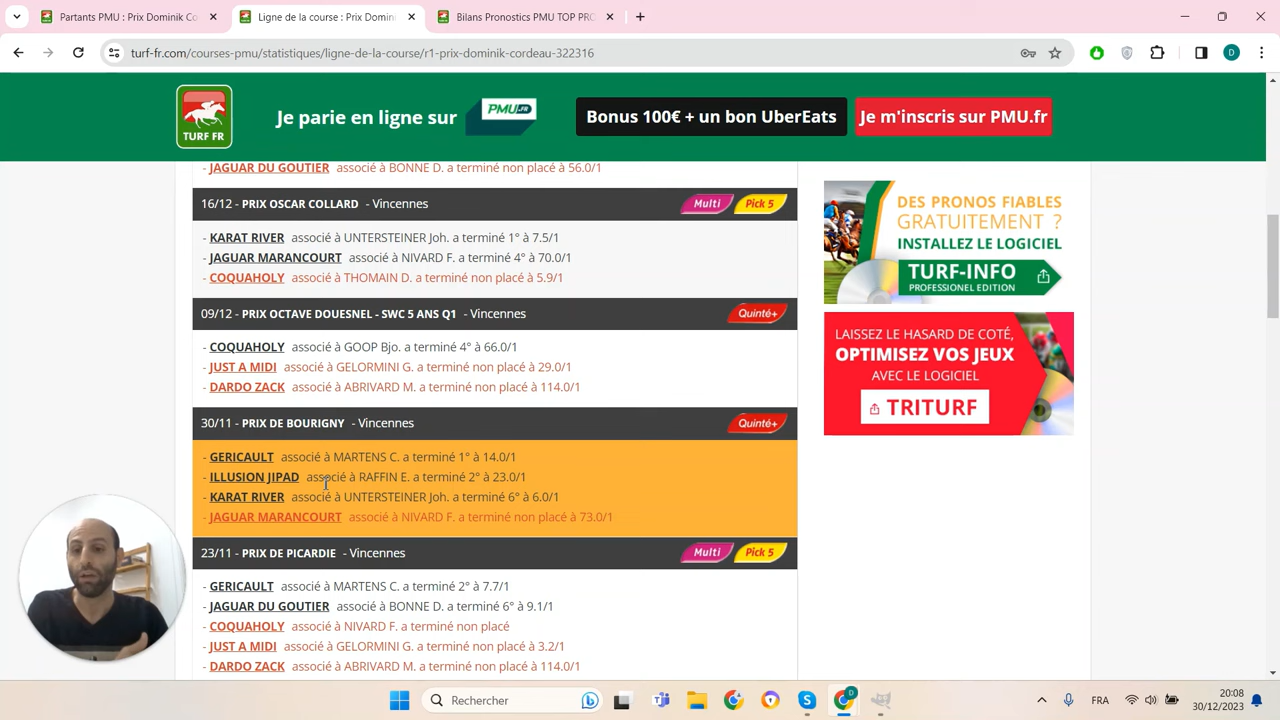 Partants PMU : Prix Dominik Co
Ligne de la course : Prix Domini
Bilans Pronostics PMU TOP PRO
turf-fr.com/courses-pmu/statistiques/ligne-de-la-course/r1-prix-dominik-cordeau-322316
D
TURF FR
Je parie en ligne sur
PMU.FR
Bonus 100€ + un bon UberEats
Je m'inscris sur PMU.fr
- JAGUAR DU GOUTIER associé à BONNE D. a terminé non placé à 56.0/1
16/12 - PRIX OSCAR COLLARD - Vincennes
Multi
Pick 5
- KARAT RIVER associé à UNTERSTEINER Joh. a terminé 1° à 7.5/1
- JAGUAR MARANCOURT associé à NIVARD F. a terminé 4° à 70.0/1
- COQUAHOLY associé à THOMAIN D. a terminé non placé à 5.9/1
09/12 - PRIX OCTAVE DOUESNEL - SWC 5 ANS Q1 - Vincennes
Quinté+
- COQUAHOLY associé à GOOP Bjo. a terminé 4° à 66.0/1
- JUST A MIDI associé à GELORMINI G. a terminé non placé à 29.0/1
- DARDO ZACK associé à ABRIVARD M. a terminé non placé à 114.0/1
30/11 - PRIX DE BOURIGNY - Vincennes
Quinté+
- GERICAULT associé à MARTENS C. a terminé 1° à 14.0/1
- ILLUSION JIPAD associé à RAFFIN E. a terminé 2° à 23.0/1
- KARAT RIVER associé à UNTERSTEINER Joh. a terminé 6° à 6.0/1
- JAGUAR MARANCOURT associé à NIVARD F. a terminé non placé à 73.0/1
23/11 - PRIX DE PICARDIE - Vincennes
Multi
Pick 5
- GERICAULT associé à MARTENS C. a terminé 2° à 7.7/1
- JAGUAR DU GOUTIER associé à BONNE D. a terminé 6° à 9.1/1
- COQUAHOLY associé à NIVARD F. a terminé non placé
- JUST A MIDI associé à GELORMINI G. a terminé non placé à 3.2/1
- DARDO ZACK associé à ABRIVARD M. a terminé non placé à 114.0/1
DES PRONOS FIABLES
GRATUITEMENT ?
INSTALLEZ LE LOGICIEL
TURF-INFO
PROFESSIONEL EDITION
LAISSEZ LE HASARD DE COTÉ,
OPTIMISEZ VOS JEUX
AVEC LE LOGICIEL
TRITURF
Rechercher
D
FRA
20:08
30/12/2023